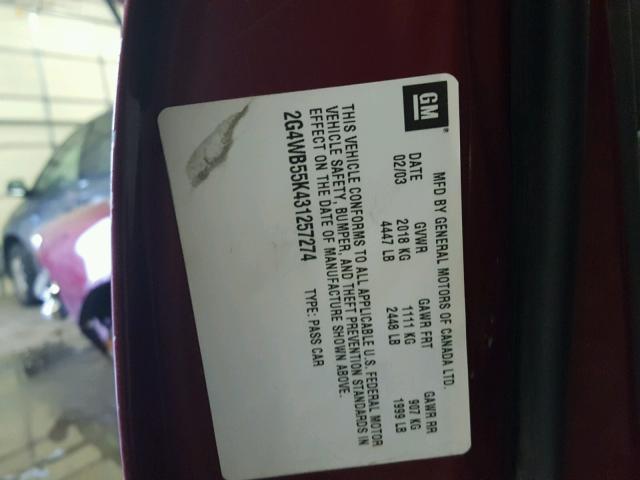 GM®
MFD BY GENERAL MOTORS OF CANADA LTD.
DATE GVWR GAWR FRT GAWR RR
02/03 2018 KG 1111 KG 907 KG
4447 LB 2448 LB 1999 LB
THIS VEHICLE CONFORMS TO ALL APPLICABLE U.S. FEDERAL MOTOR
VEHICLE SAFETY, BUMPER, AND THEFT PREVENTION STANDARDS IN
EFFECT ON THE DATE OF MANUFACTURE SHOWN ABOVE.
2G4WB55K431257274 TYPE: PASS CAR